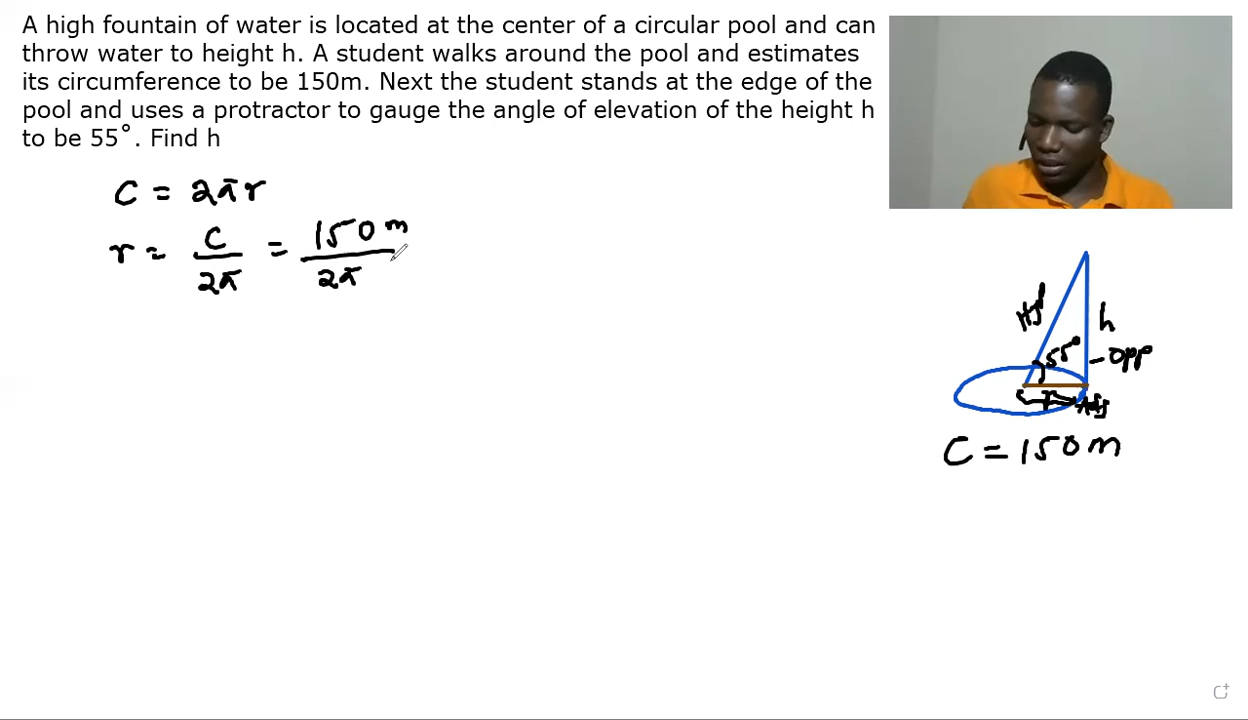 A high fountain of water is located at the center of a circular pool and can
throw water to height h. A student walks around the pool and estimates
its circumference to be 150m. Next the student stands at the edge of the
pool and uses a protractor to gauge the angle of elevation of the height h
to be 55°. Find h
C = 2πr
r = C/2π = 150m/2π
Hyp
h
55°
opp
r
Adj
C = 150m